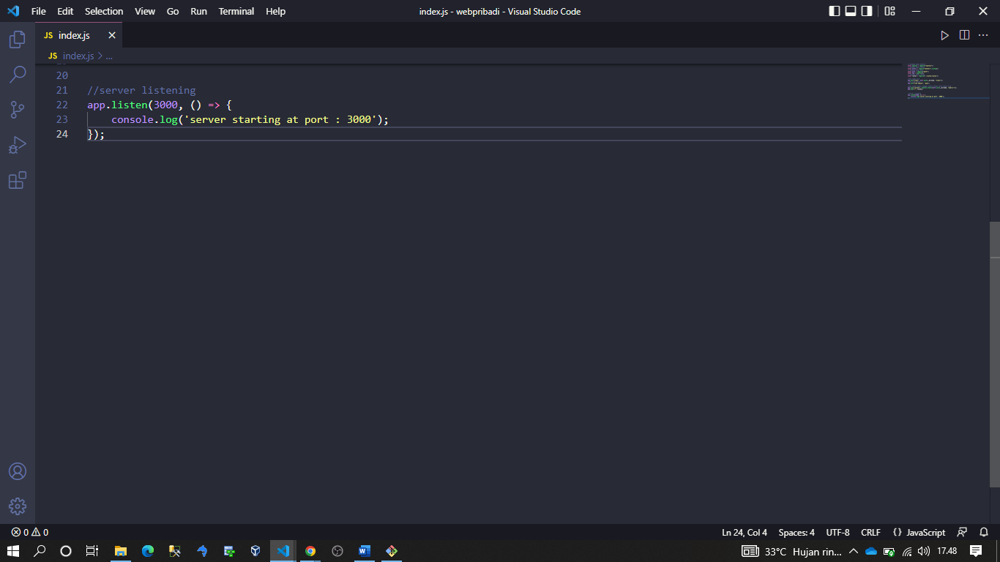 File Edit Selection View Go Run Terminal Help index.js - webpribadi - Visual Studio Code
JS index.js
JS index.js > ...
20
21 //server listening
22 app.listen(3000, () => {
23 console.log('server starting at port : 3000');
24 });
0 0 Ln 24, Col 4 Spaces: 4 UTF-8 CRLF {} JavaScript
33°C Hujan rin... 17.48